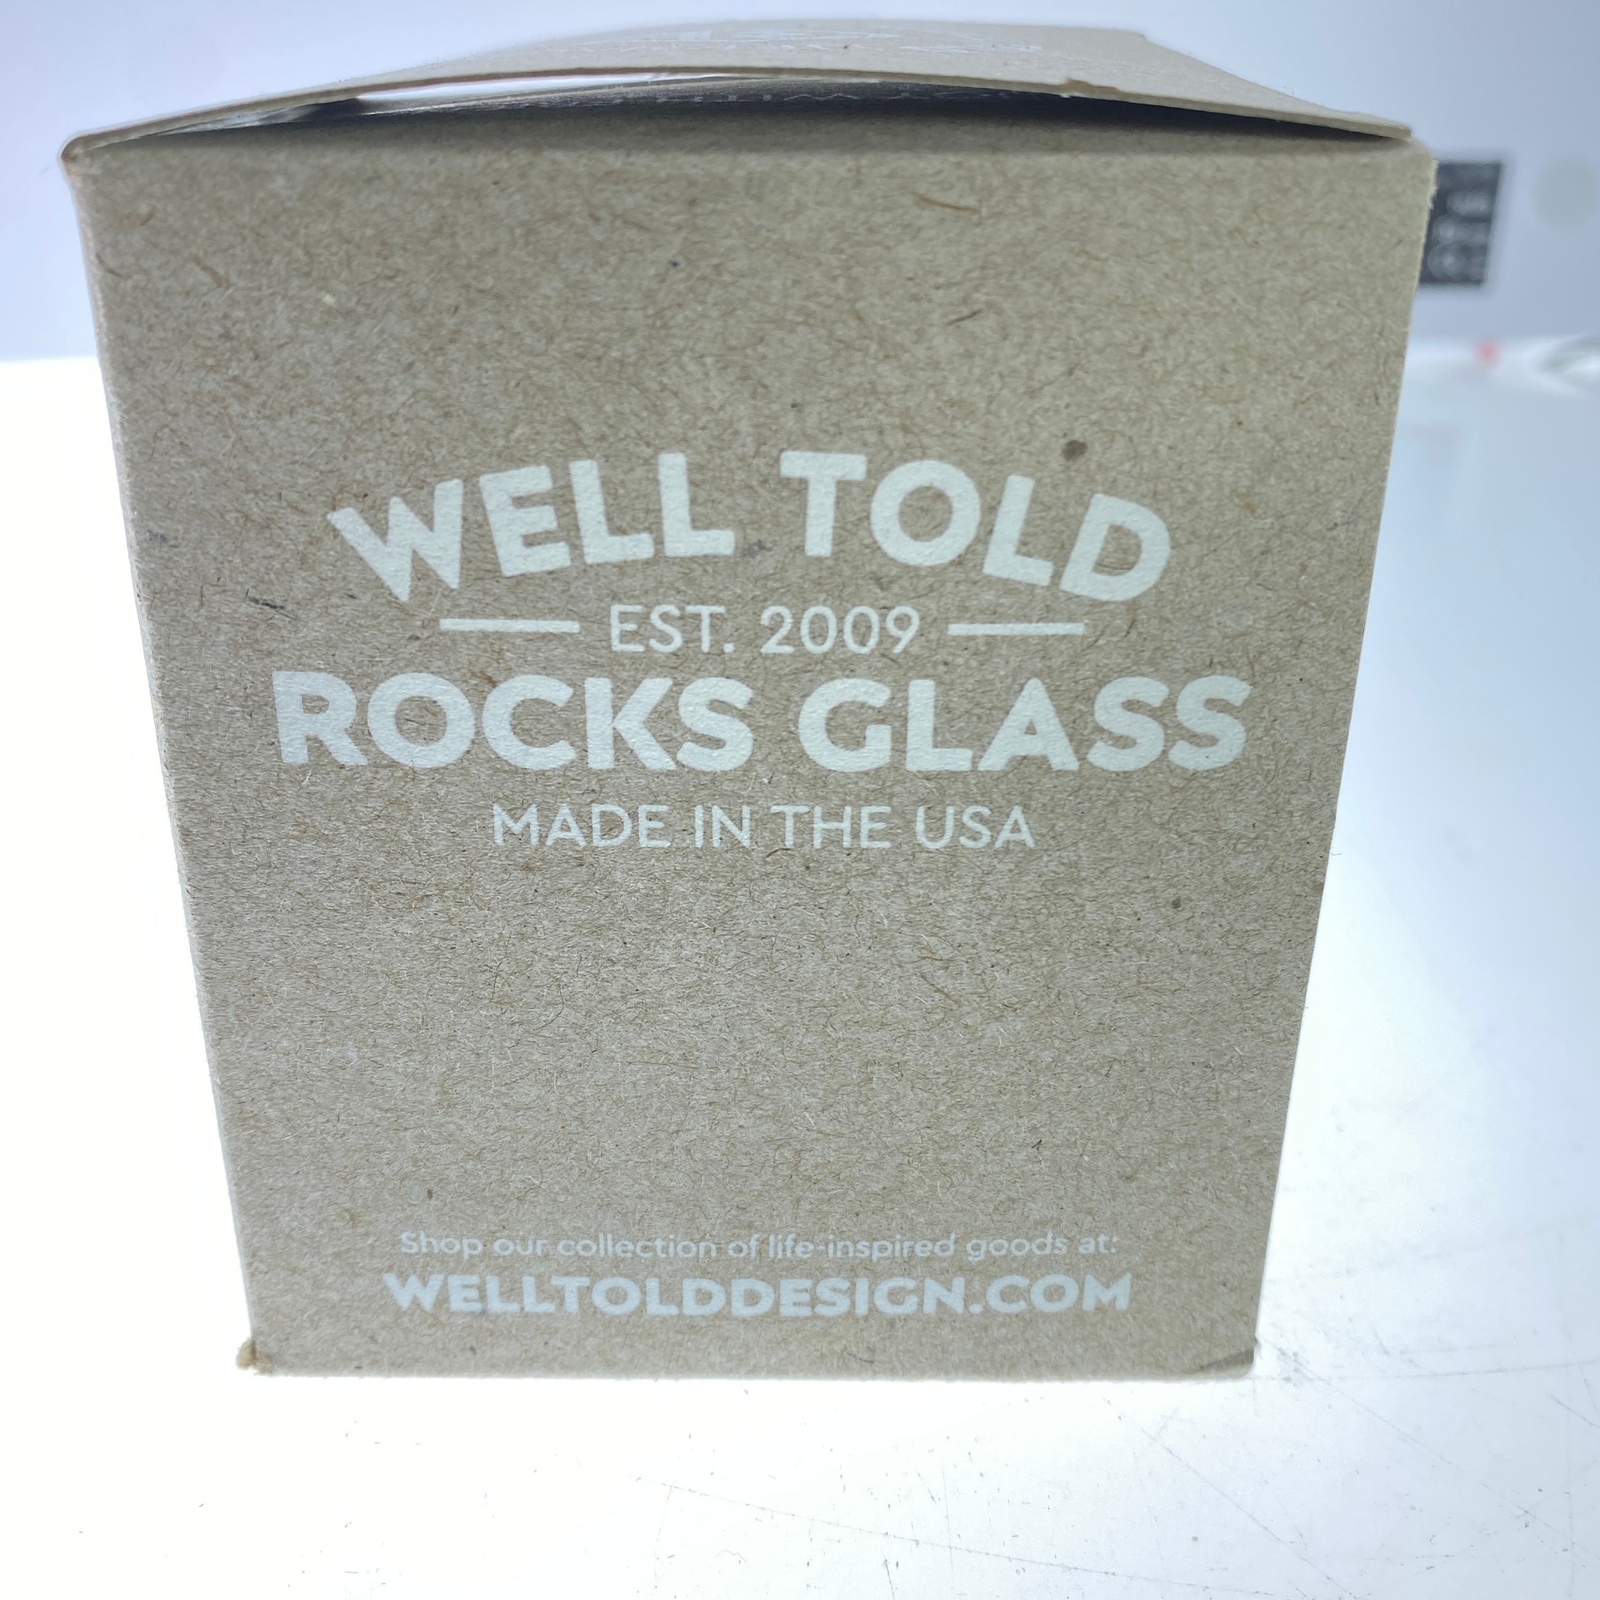 WELL TOLD
EST. 2009
ROCKS GLASS
MADE IN THE USA
Shop our collection of life-inspired goods at:
WELLTOLDDESIGN.COM